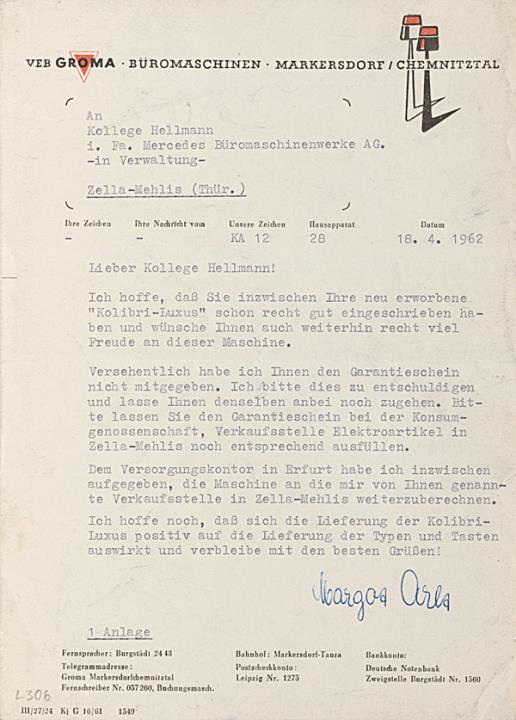 VEB GROMA · BÜROMASCHINEN · MARKERSDORF / CHEMNITZTAL
An
Kollege Hellmann
i. Fa. Mercedes Büromaschinenwerke AG.
-in Verwaltung-
Zella-Mehlis (Thür.)
Ihre Zeichen Ihre Nachricht vom Unsere Zeichen Hausapparat Datum
- - KA 12 28 18. 4. 1962
Lieber Kollege Hellmann!
Ich hoffe, daß Sie inzwischen Ihre neu erworbene
"Kolibri-Luxus" schon recht gut eingeschrieben ha-
ben und wünsche Ihnen auch weiterhin recht viel
Freude an dieser Maschine.
Versehentlich habe ich Ihnen den Garantieschein
nicht mitgegeben. Ich bitte dies zu entschuldigen
und lasse Ihnen denselben anbei noch zugehen. Bit-
te lassen Sie den Garantieschein bei der Konsum-
genossenschaft, Verkaufsstelle Elektroartikel in
Zella-Mehlis noch entsprechend ausfüllen.
Dem Versorgungskontor in Erfurt habe ich inzwischen
aufgegeben, die Maschine an die mir von Ihnen genann-
te Verkaufsstelle in Zella-Mehlis weiterzuberechnen.
Ich hoffe noch, daß sich die Lieferung der Kolibri-
Luxus positiv auf die Lieferung der Typen und Tasten
auswirkt und verbleibe mit den besten Grüßen!
1 Anlage
Fernsprecher: Burgstädt 24 43 Bahnhof: Markersdorf-Taura Bankkonto:
Telegrammadresse: Postscheckkonto: Deutsche Notenbank
Groma Markersdorfchemnitztal Leipzig Nr. 1275 Zweigstelle Burgstädt Nr. 1560
Fernschreiber Nr. 057 260, Buchungsmasch.
L306
III/27/24 Kj G 16/61 1549